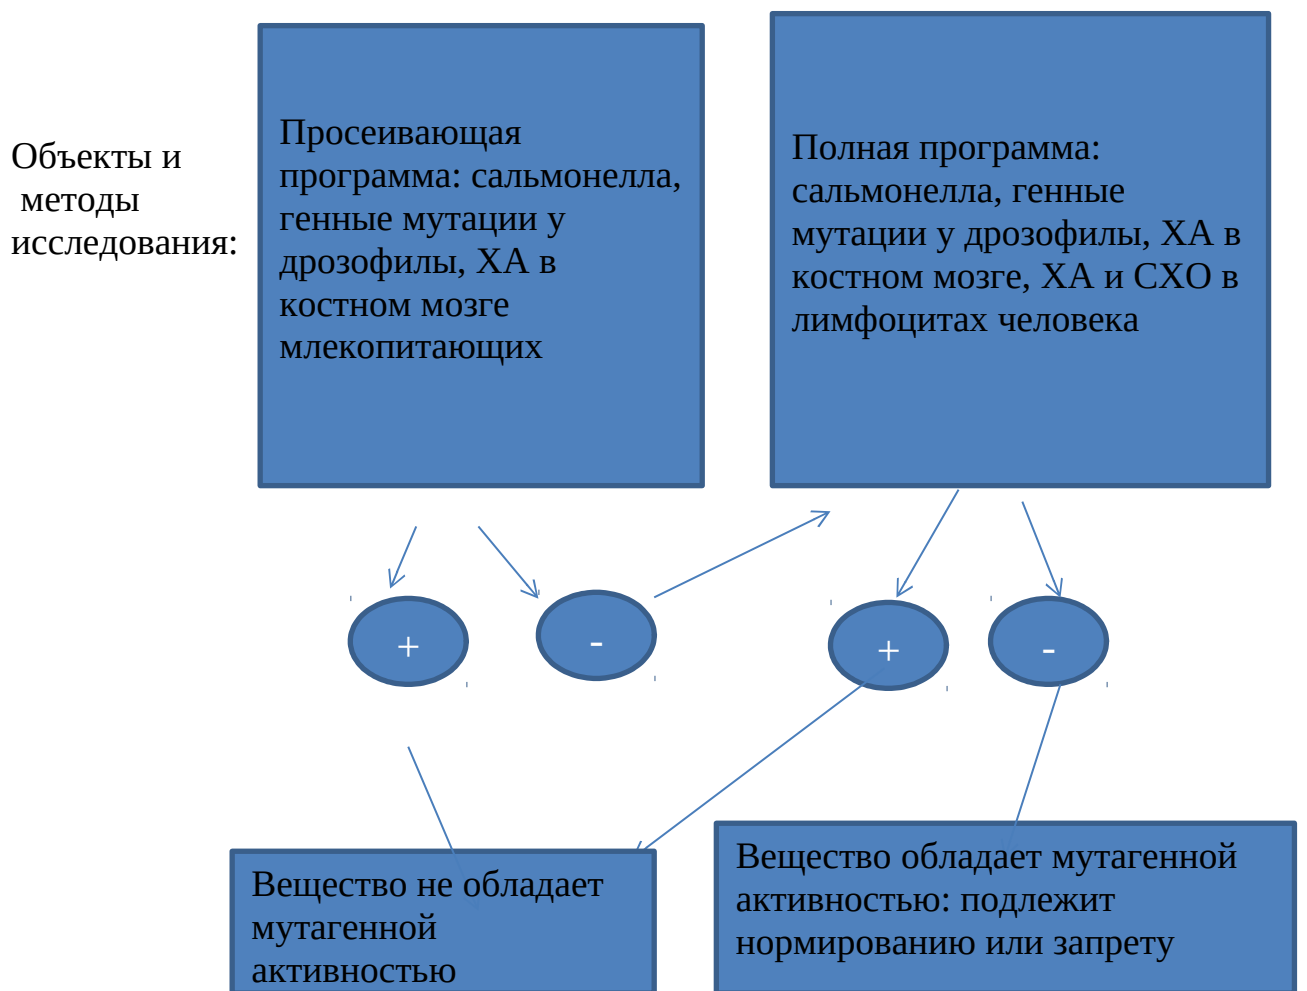 Объекты и
методы
исследования:
Просеивающая
программа: сальмонелла,
генные мутации у
дрозофилы, ХА в
костном мозге
млекопитающих
Полная программа:
сальмонелла, генные
мутации у дрозофилы, ХА в
костном мозге, ХА и СХО в
лимфоцитах человека
+
-
+
-
Вещество не обладает
мутагенной
активностью
Вещество обладает мутагенной
активностью: подлежит
нормированию или запрету